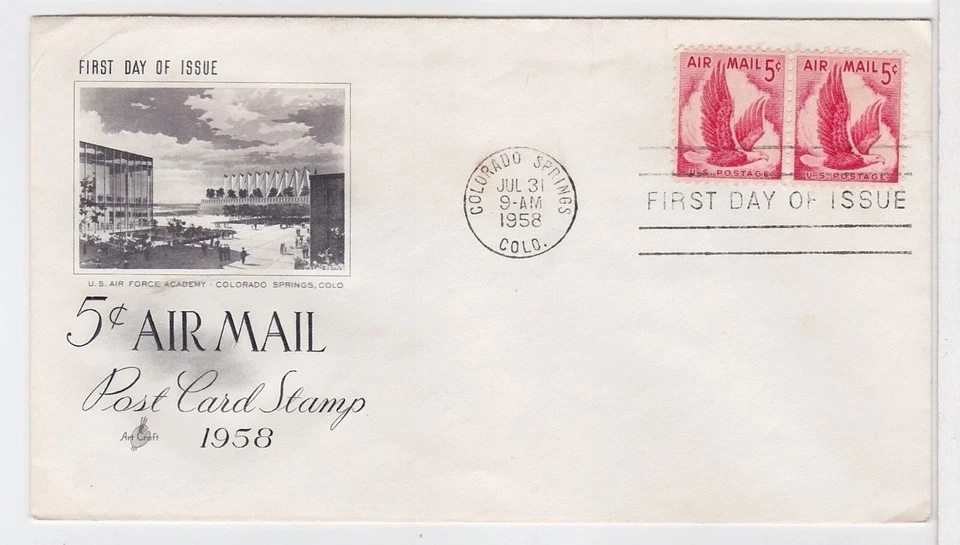 FIRST DAY OF ISSUE
U.S. AIR FORCE ACADEMY · COLORADO SPRINGS, COLO
5¢ AIR MAIL
Post Card Stamp
1958
Art Craft
COLORADO SPRINGS
JUL 31
9-AM
1958
COLO.
AIR MAIL 5¢
U.S. POSTAGE
AIR MAIL 5¢
U.S. POSTAGE
FIRST DAY OF ISSUE